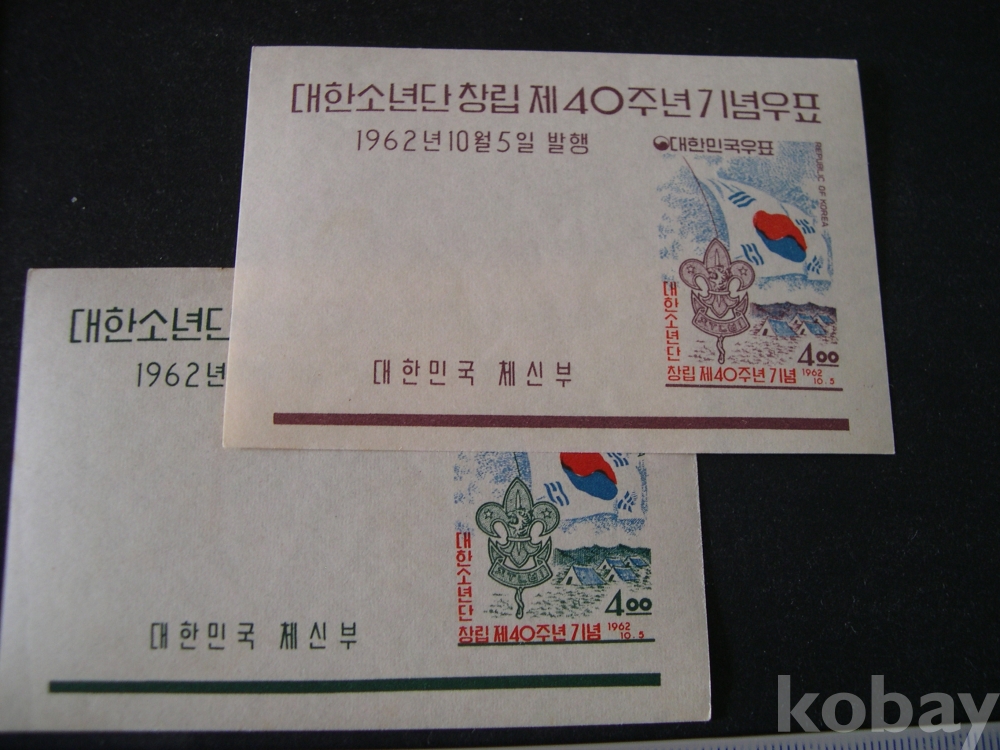 대한소년단 창립 제40주년 기념우표
1962년 10월 5일 발행
대한민국우표
REPUBLIC OF KOREA
대한소년단
4.00
창립 제40주년 기념 1962 10.5
대한민국 체신부
대한소년단
1962년
대한소년단
4.00
창립 제40주년 기념 1962 10.5
대한민국 체신부
kobay